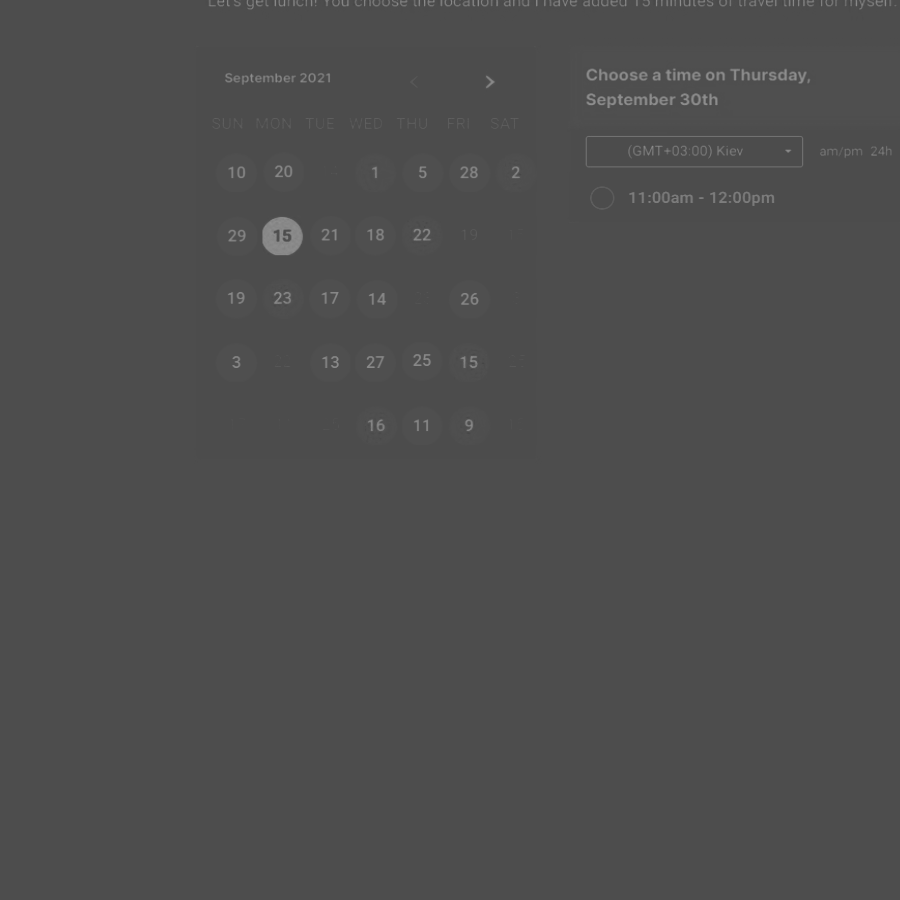 Let's get lunch! You choose the location and I have added 15 minutes of travel time for myself.
September 2021
SUN MON TUE WED THU FRI SAT
10 20 1 5 28 2
29 15 21 18 22 19
19 23 17 14 26
3 13 27 25 15
16 11 9
Choose a time on Thursday,
September 30th
(GMT+03:00) Kiev
am/pm 24h
11:00am - 12:00pm